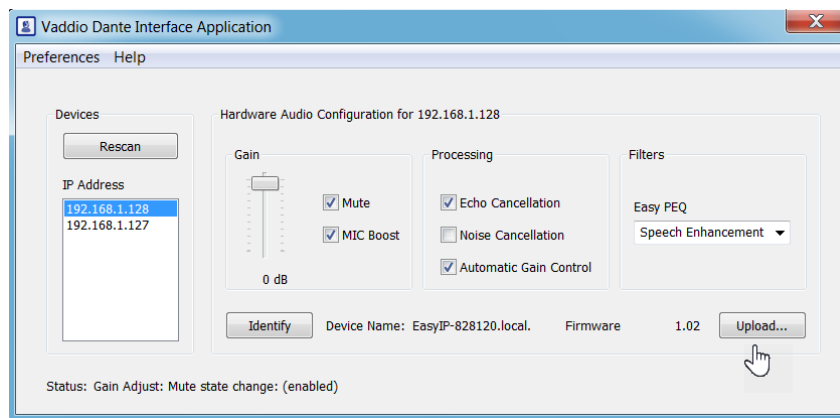 Vaddio Dante Interface Application
Preferences Help
Devices
Rescan
IP Address
192.168.1.128
192.168.1.127
Hardware Audio Configuration for 192.168.1.128
Gain
0 dB
Mute
MIC Boost
Processing
Echo Cancellation
Noise Cancellation
Automatic Gain Control
Filters
Easy PEQ
Speech Enhancement
Identify Device Name: EasyIP-828120.local. Firmware 1.02 Upload...
Status: Gain Adjust: Mute state change: (enabled)